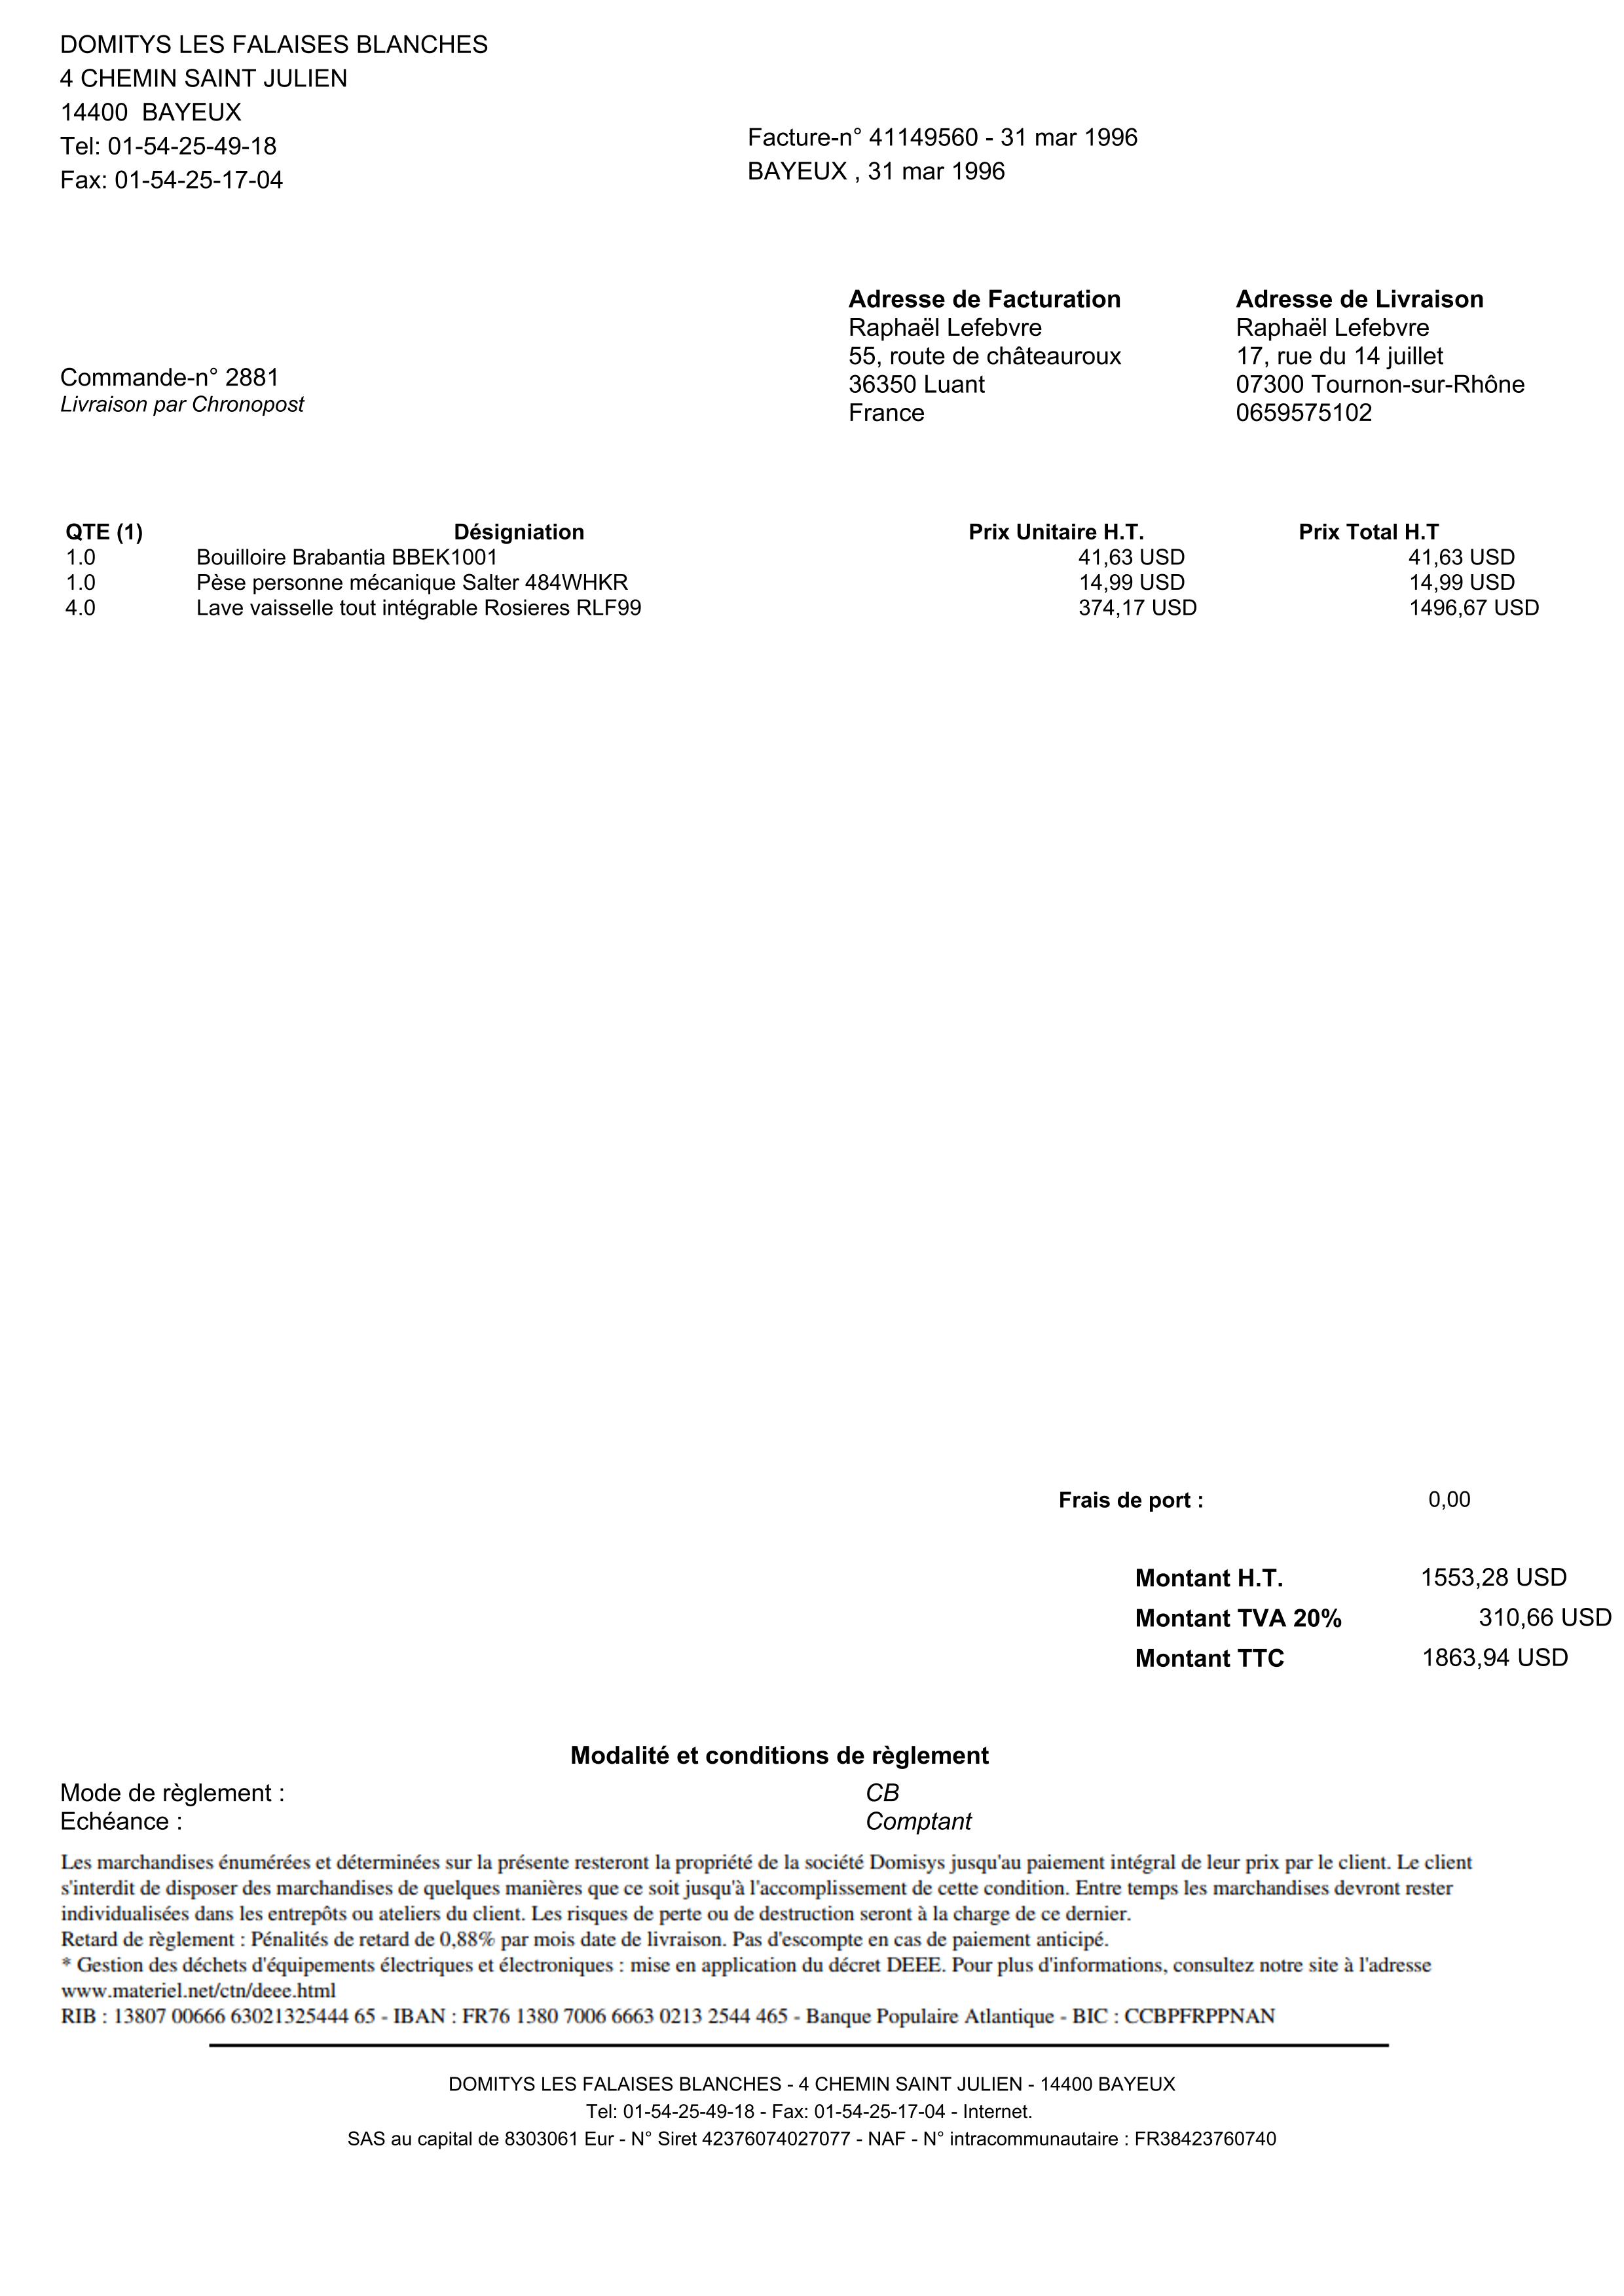 DOMITYS LES FALAISES BLANCHES
4 CHEMIN SAINT JULIEN
14400  BAYEUX
Tel: 01-54-25-49-18
Fax: 01-54-25-17-04
Facture-n° 41149560 - 31 mar 1996
BAYEUX , 31 mar 1996
Commande-n° 2881
Livraison par Chronopost
Adresse de Facturation
Raphaël Lefebvre
55, route de châteauroux
36350 Luant
France
Adresse de Livraison
Raphaël Lefebvre
17, rue du 14 juillet
07300 Tournon-sur-Rhône
0659575102
QTE (1) Désigniation Prix Unitaire H.T. Prix Total H.T
1.0 Bouilloire Brabantia BBEK1001 41,63 USD 41,63 USD
1.0 Pèse personne mécanique Salter 484WHKR 14,99 USD 14,99 USD
4.0 Lave vaisselle tout intégrable Rosieres RLF99 374,17 USD 1496,67 USD
Frais de port : 0,00
Montant H.T. 1553,28 USD
Montant TVA 20% 310,66 USD
Montant TTC 1863,94 USD
Modalité et conditions de règlement
Mode de règlement : CB
Echéance : Comptant
Les marchandises énumérées et déterminées sur la présente resteront la propriété de la société Domisys jusqu'au paiement intégral de leur prix par le client. Le client
s'interdit de disposer des marchandises de quelques manières que ce soit jusqu'à l'accomplissement de cette condition. Entre temps les marchandises devront rester
individualisées dans les entrepôts ou ateliers du client. Les risques de perte ou de destruction seront à la charge de ce dernier.
Retard de règlement : Pénalités de retard de 0,88% par mois date de livraison. Pas d'escompte en cas de paiement anticipé.
* Gestion des déchets d'équipements électriques et électroniques : mise en application du décret DEEE. Pour plus d'informations, consultez notre site à l'adresse
www.materiel.net/ctn/deee.html
RIB : 13807 00666 63021325444 65 - IBAN : FR76 1380 7006 6663 0213 2544 465 - Banque Populaire Atlantique - BIC : CCBPFRPPNAN
DOMITYS LES FALAISES BLANCHES - 4 CHEMIN SAINT JULIEN - 14400 BAYEUX
Tel: 01-54-25-49-18 - Fax: 01-54-25-17-04 - Internet.
SAS au capital de 8303061 Eur - N° Siret 42376074027077 - NAF - N° intracommunautaire : FR38423760740